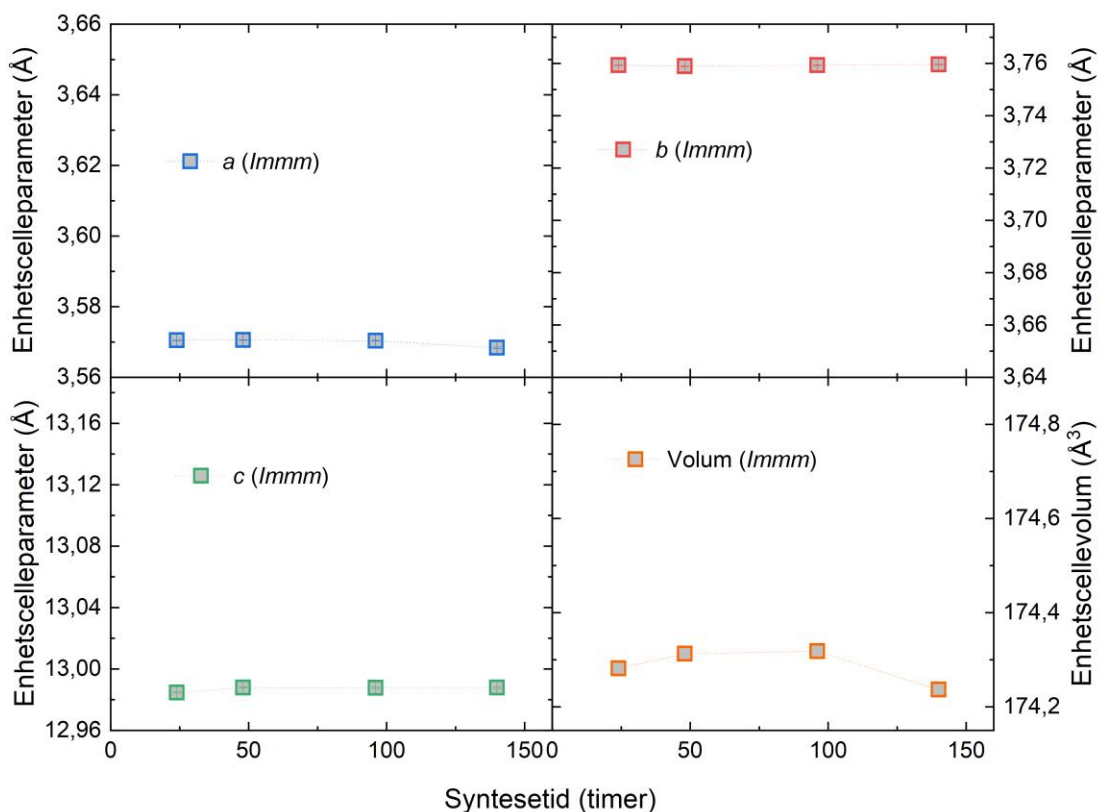 3,66
3,64
3,62
3,60
3,58
3,56
Enhetscelleparameter (Å)
a (Immm)
3,76
3,74
3,72
3,70
3,68
3,66
3,64
Enhetscelleparameter (Å)
b (Immm)
13,16
13,12
13,08
13,04
13,00
12,96
Enhetscelleparameter (Å)
c (Immm)
174,8
174,6
174,4
174,2
Enhetscellevolum (Å³)
Volum (Immm)
0 50 100 150 0 50 100 150
Syntesetid (timer)